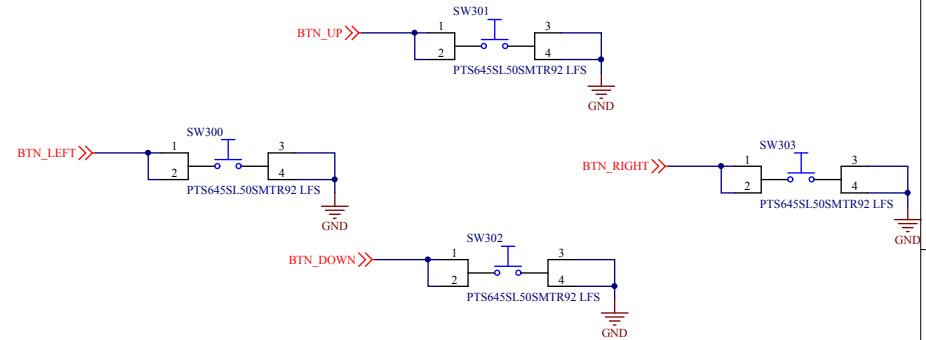 SW301
BTN_UP
1
3
2
4
PTS645SL50SMTR92 LFS
GND
SW300
BTN_LEFT
1
3
2
4
PTS645SL50SMTR92 LFS
GND
SW303
BTN_RIGHT
1
3
2
4
PTS645SL50SMTR92 LFS
GND
SW302
BTN_DOWN
1
3
2
4
PTS645SL50SMTR92 LFS
GND